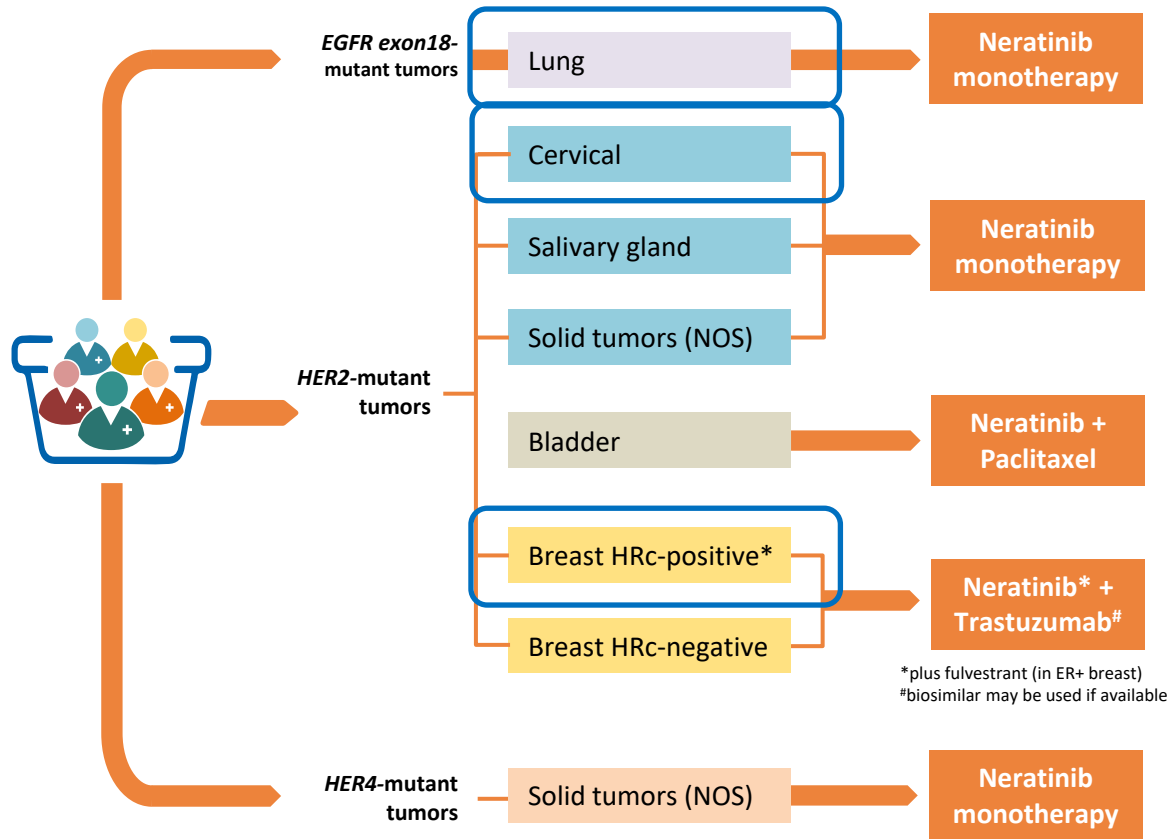 EGFR exon18-
mutant tumors
Lung
Neratinib
monotherapy
Cervical
Salivary gland
Solid tumors (NOS)
Neratinib
monotherapy
HER2-mutant
tumors
Bladder
Neratinib +
Paclitaxel
Breast HRc-positive*
Breast HRc-negative
Neratinib* +
Trastuzumab#
*plus fulvestrant (in ER+ breast)
#biosimilar may be used if available
HER4-mutant
tumors
Solid tumors (NOS)
Neratinib
monotherapy